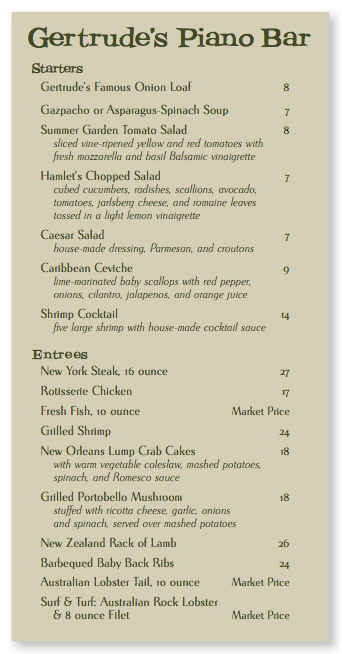 Gertrude's Piano Bar
Starters
Gertrude's Famous Onion Loaf 8
Gazpacho or Asparagus-Spinach Soup 7
Summer Garden Tomato Salad 8
sliced vine-ripened yellow and red tomatoes with
fresh mozzarella and basil Balsamic vinaigrette
Hamlet's Chopped Salad 7
cubed cucumbers, radishes, scallions, avocado,
tomatoes, jarlsberg cheese, and romaine leaves
tossed in a light lemon vinaigrette
Caesar Salad 7
house-made dressing, Parmesan, and croutons
Caribbean Ceviche 9
lime-marinated baby scallops with red pepper,
onions, cilantro, jalapenos, and orange juice
Shrimp Cocktail 14
five large shrimp with house-made cocktail sauce
Entrees
New York Steak, 16 ounce 27
Rotisserie Chicken 17
Fresh Fish, 10 ounce Market Price
Grilled Shrimp 24
New Orleans Lump Crab Cakes 18
with warm vegetable coleslaw, mashed potatoes,
spinach, and Romesco sauce
Grilled Portobello Mushroom 18
stuffed with ricotta cheese, garlic, onions
and spinach, served over mashed potatoes
New Zealand Rack of Lamb 26
Barbequed Baby Back Ribs 24
Australian Lobster Tail, 10 ounce Market Price
Surf & Turf: Australian Rock Lobster
& 8 ounce Filet Market Price